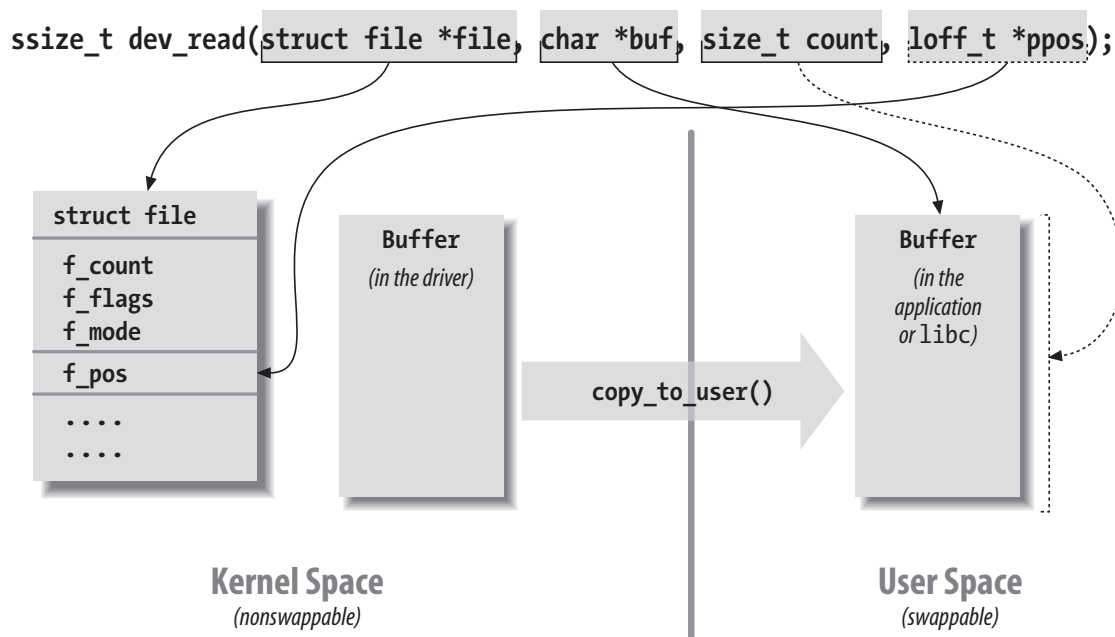 ssize_t dev_read(struct file *file, char *buf, size_t count, loff_t *ppos);
struct file
f_count
f_flags
f_mode
f_pos
....
....
Buffer
(in the driver)
copy_to_user()
Buffer
(in the
application
or libc)
Kernel Space
(nonswappable)
User Space
(swappable)